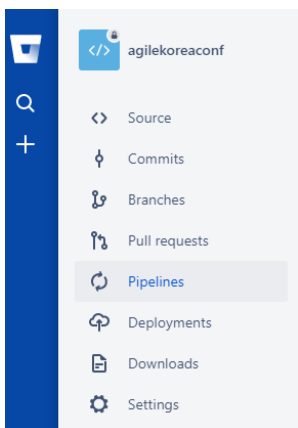 agilekoreaconf
Source
Commits
Branches
Pull requests
Pipelines
Deployments
Downloads
Settings